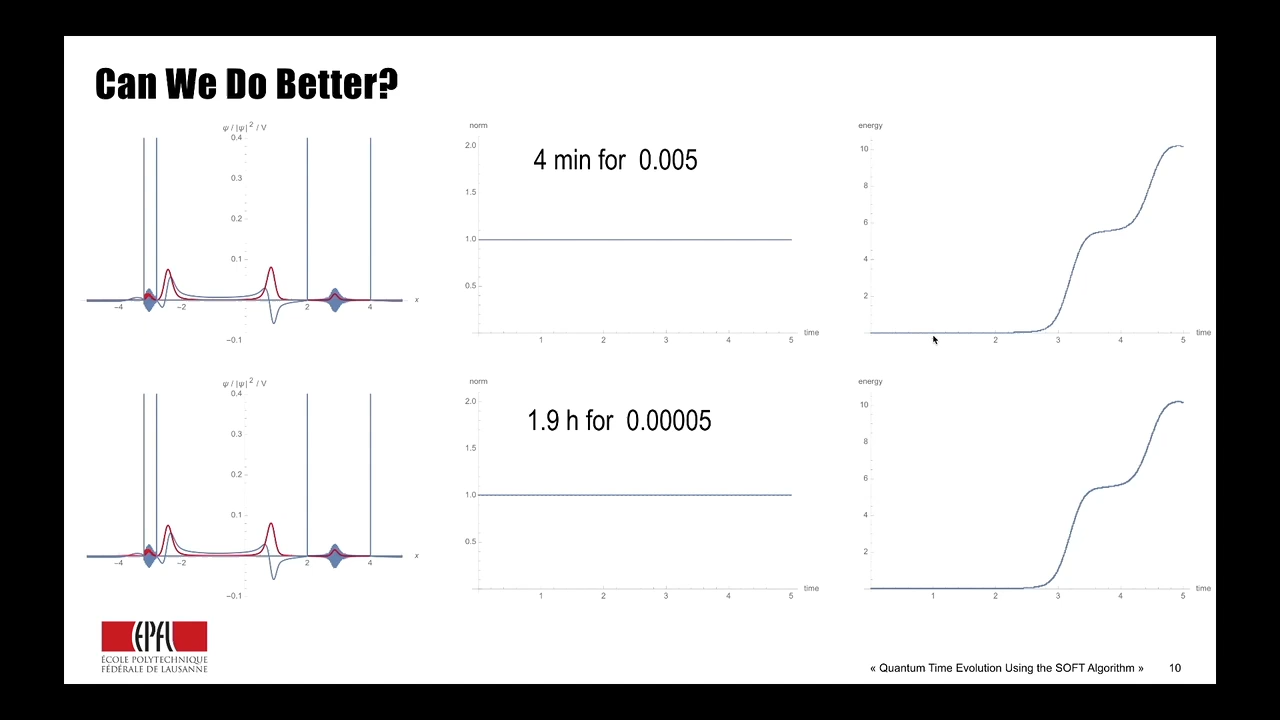 Can We Do Better?
ψ / |ψ| 2 / V
0.4
0.3
0.2
0.1
−4
−2
2
4
x
−0.1
norm
2.0
4 min for 0.005
1.5
1.0
0.5
1
2
3
4
5
time
energy
10
8
6
4
2
2
3
4
5
time
ψ / |ψ| 2 / V
0.4
0.3
0.2
0.1
−4
−2
2
4
x
−0.1
norm
2.0
1.9 h for 0.00005
1.5
1.0
0.5
1
2
3
4
5
time
energy
10
8
6
4
2
1
2
3
4
5
time
EPFL
ÉCOLE POLYTECHNIQUE
FÉDÉRALE DE LAUSANNE
« Quantum Time Evolution Using the SOFT Algorithm » 10